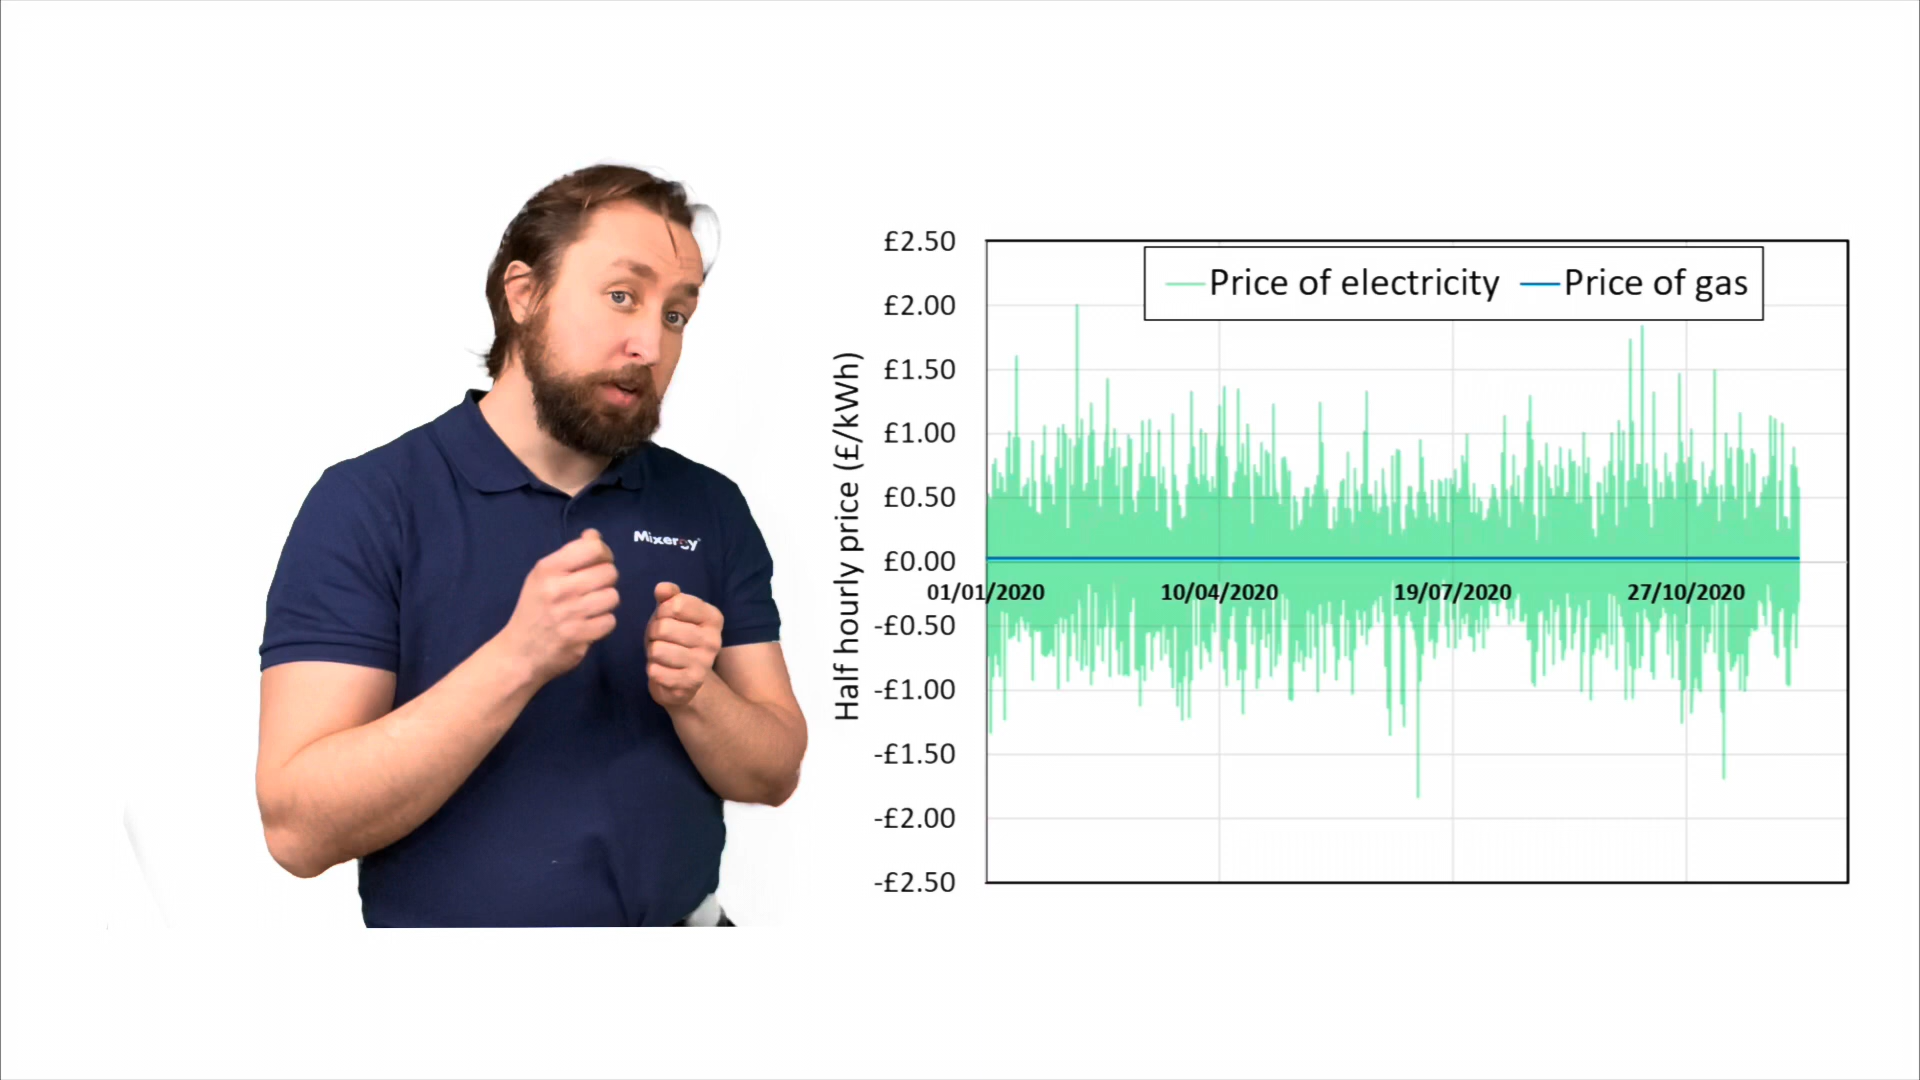 Mixergy
Half hourly price (£/kWh)
£2.50
£2.00
£1.50
£1.00
£0.50
£0.00
-£0.50
-£1.00
-£1.50
-£2.00
-£2.50
Price of electricity Price of gas
01/01/2020 10/04/2020 19/07/2020 27/10/2020